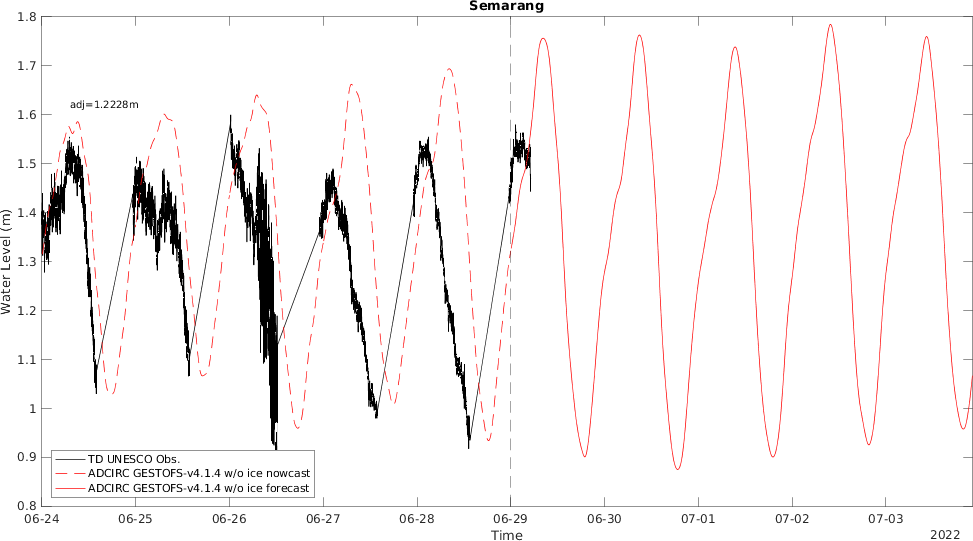 Semarang
1.8
1.7
1.6
1.5
1.4
1.3
1.2
1.1
1
0.9
0.8
Water Level (m)
adj=1.2228m
TD UNESCO Obs.
ADCIRC GESTOFS-v4.1.4 w/o ice nowcast
ADCIRC GESTOFS-v4.1.4 w/o ice forecast
06-24 06-25 06-26 06-27 06-28 06-29 06-30 07-01 07-02 07-03
Time
2022